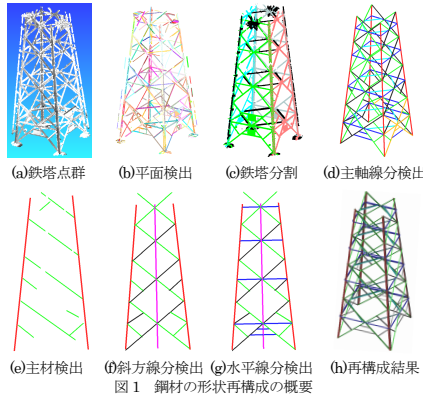 (a)鉄塔点群 (b)平面検出 (c)鉄塔分割 (d)主軸線分検出
(e)主材検出 (f)斜方線分検出 (g)水平線分検出 (h)再構成結果
図1 鋼材の形状再構成の概要